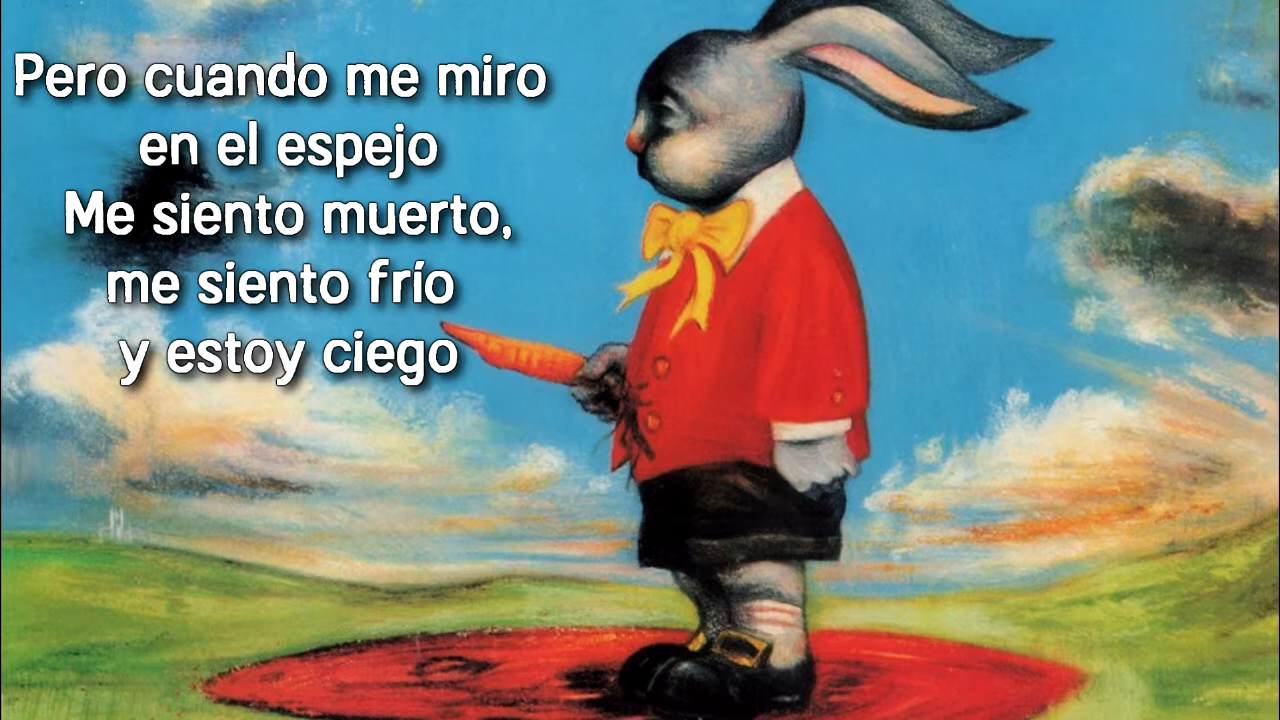 Pero cuando me miro
en el espejo
Me siento muerto,
me siento frío
y estoy ciego